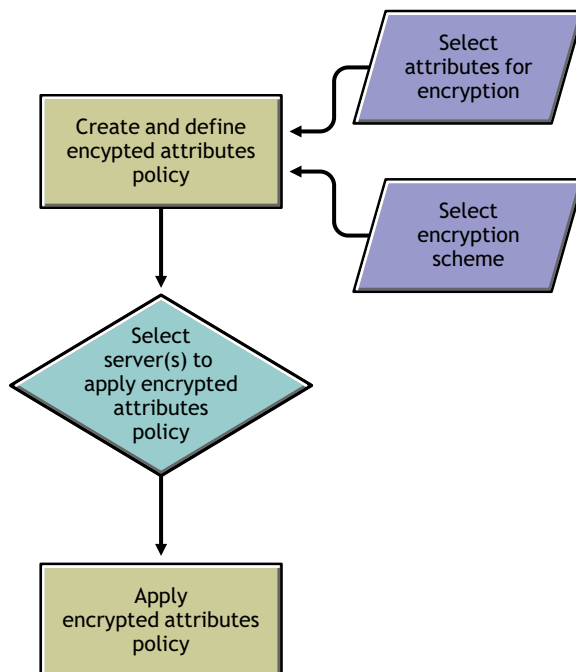 Select
attributes for
encryption
Create and define
encypted attributes
policy
Select
encryption
scheme
Select
server(s) to
apply encrypted
attributes
policy
Apply
encrypted attributes
policy